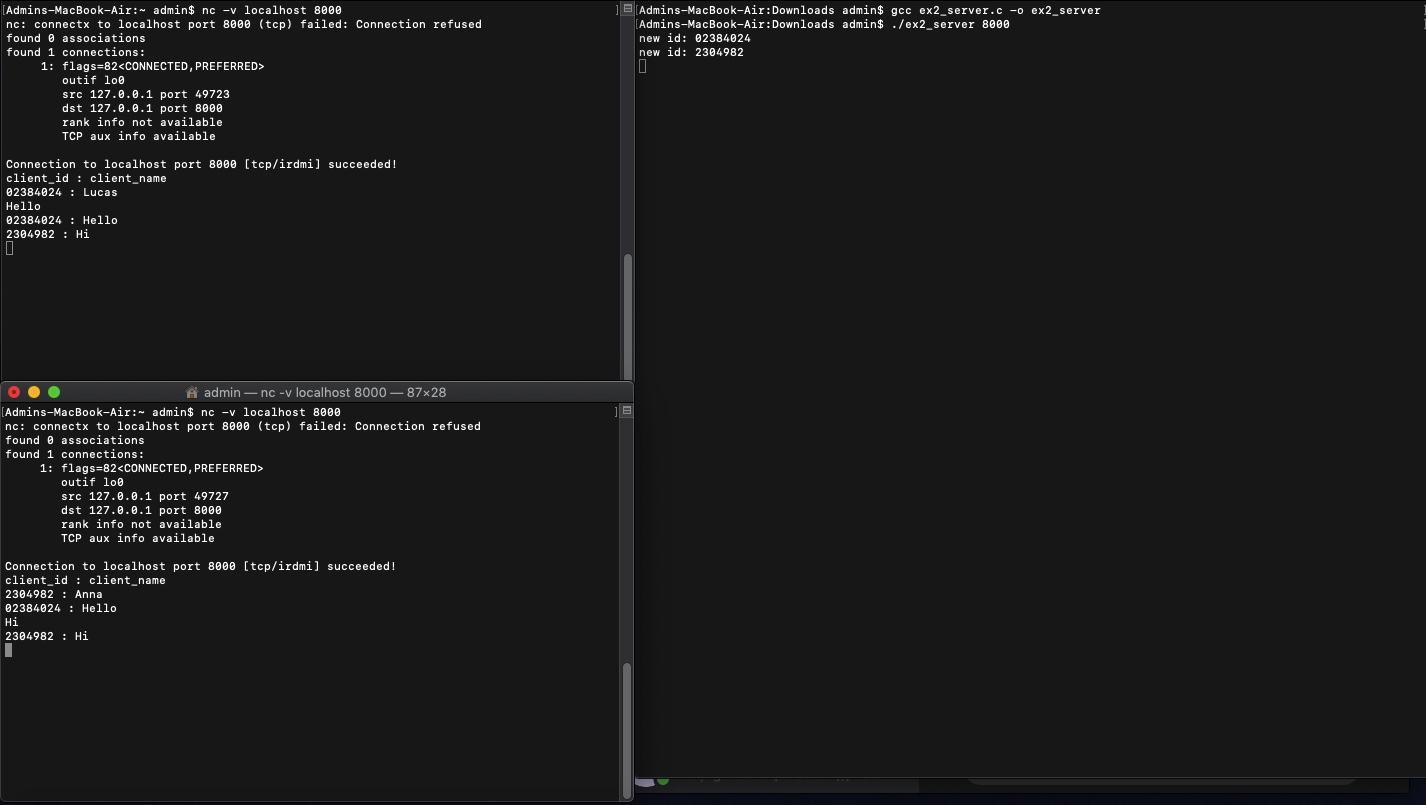 [Admins-MacBook-Air:~ admin$ nc -v localhost 8000 ]
nc: connectx to localhost port 8000 (tcp) failed: Connection refused
found 0 associations
found 1 connections:
1: flags=82<CONNECTED,PREFERRED>
outif lo0
src 127.0.0.1 port 49723
dst 127.0.0.1 port 8000
rank info not available
TCP aux info available
Connection to localhost port 8000 [tcp/irdmi] succeeded!
client_id : client_name
02384024 : Lucas
Hello
02384024 : Hello
2304982 : Hi
admin — nc -v localhost 8000 — 87×28
[Admins-MacBook-Air:~ admin$ nc -v localhost 8000 ]
nc: connectx to localhost port 8000 (tcp) failed: Connection refused
found 0 associations
found 1 connections:
1: flags=82<CONNECTED,PREFERRED>
outif lo0
src 127.0.0.1 port 49727
dst 127.0.0.1 port 8000
rank info not available
TCP aux info available
Connection to localhost port 8000 [tcp/irdmi] succeeded!
client_id : client_name
2304982 : Anna
02384024 : Hello
Hi
2304982 : Hi
[Admins-MacBook-Air:Downloads admin$ gcc ex2_server.c -o ex2_server
[Admins-MacBook-Air:Downloads admin$ ./ex2_server 8000
new id: 02384024
new id: 2304982